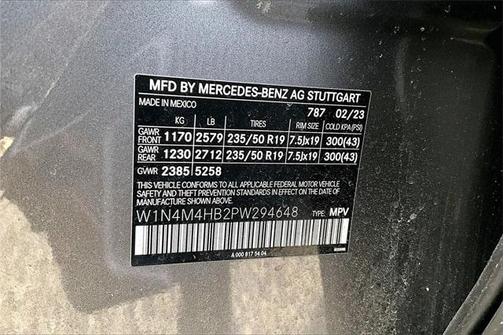 MFD BY MERCEDES-BENZ AG STUTTGART
MADE IN MEXICO 787 02/23
KG LB TIRES RIM SIZE COLD KPA(PSI)
GAWR FRONT 1170 2579 235/50 R19 7.5Jx19 300(43)
GAWR REAR 1230 2712 235/50 R19 7.5Jx19 300(43)
GVWR 2385 5258
THIS VEHICLE CONFORMS TO ALL APPLICABLE FEDERAL MOTOR VEHICLE
SAFETY STANDARDS AND THEFT PREVENTION STANDARDS IN EFFECT
ON THE DATE OF MANUFACTURE SHOWN ABOVE.
W1N4M4HB2PW294648 TYPE: MPV
A 000 817 54 04